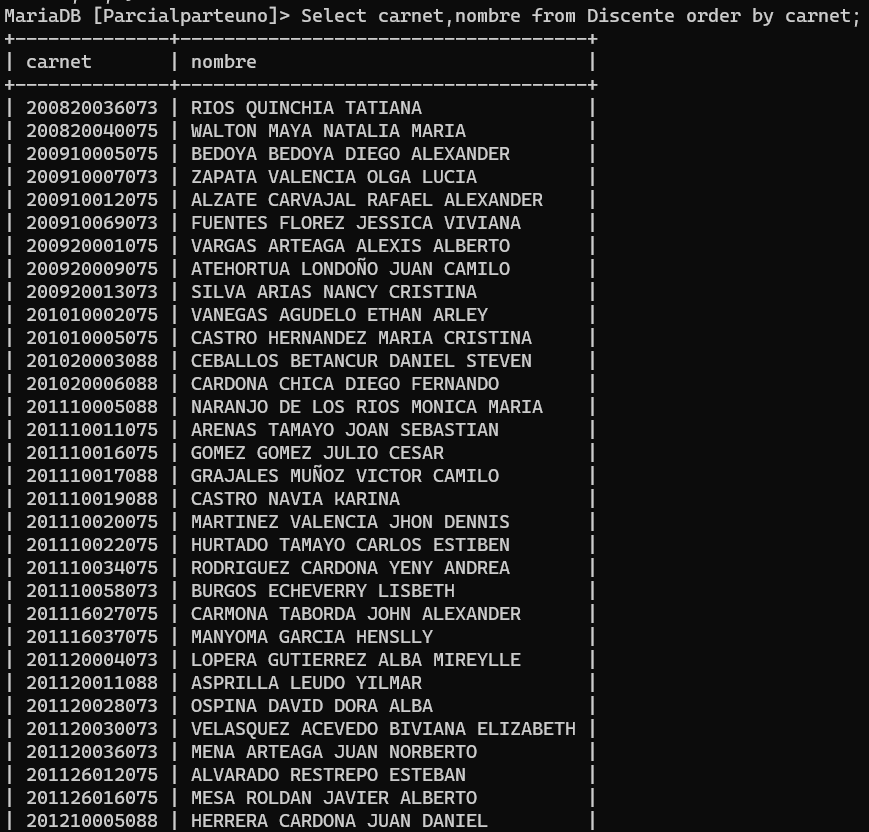 MariaDB [Parcialparteuno]> Select carnet,nombre from Discente order by carnet;
+--------------+-------------------------------------+
| carnet       | nombre                              |
+--------------+-------------------------------------+
| 200820036073 | RIOS QUINCHIA TATIANA               |
| 200820040075 | WALTON MAYA NATALIA MARIA           |
| 200910005075 | BEDOYA BEDOYA DIEGO ALEXANDER       |
| 200910007073 | ZAPATA VALENCIA OLGA LUCIA          |
| 200910012075 | ALZATE CARVAJAL RAFAEL ALEXANDER    |
| 200910069073 | FUENTES FLOREZ JESSICA VIVIANA      |
| 200920001075 | VARGAS ARTEAGA ALEXIS ALBERTO       |
| 200920009075 | ATEHORTUA LONDOÑO JUAN CAMILO       |
| 200920013073 | SILVA ARIAS NANCY CRISTINA          |
| 201010002075 | VANEGAS AGUDELO ETHAN ARLEY         |
| 201010005075 | CASTRO HERNANDEZ MARIA CRISTINA     |
| 201020003088 | CEBALLOS BETANCUR DANIEL STEVEN     |
| 201020006088 | CARDONA CHICA DIEGO FERNANDO        |
| 201110005088 | NARANJO DE LOS RIOS MONICA MARIA    |
| 201110011075 | ARENAS TAMAYO JOAN SEBASTIAN        |
| 201110016075 | GOMEZ GOMEZ JULIO CESAR             |
| 201110017088 | GRAJALES MUÑOZ VICTOR CAMILO        |
| 201110019088 | CASTRO NAVIA KARINA                 |
| 201110020075 | MARTINEZ VALENCIA JHON DENNIS       |
| 201110022075 | HURTADO TAMAYO CARLOS ESTIBEN       |
| 201110034075 | RODRIGUEZ CARDONA YENY ANDREA       |
| 201110058073 | BURGOS ECHEVERRY LISBETH            |
| 201116027075 | CARMONA TABORDA JOHN ALEXANDER      |
| 201116037075 | MANYOMA GARCIA HENSLLY              |
| 201120004073 | LOPERA GUTIERREZ ALBA MIREYLLE      |
| 201120011088 | ASPRILLA LEUDO YILMAR               |
| 201120028073 | OSPINA DAVID DORA ALBA              |
| 201120030073 | VELASQUEZ ACEVEDO BIVIANA ELIZABETH |
| 201120036073 | MENA ARTEAGA JUAN NORBERTO          |
| 201126012075 | ALVARADO RESTREPO ESTEBAN           |
| 201126016075 | MESA ROLDAN JAVIER ALBERTO          |
| 201210005088 | HERRERA CARDONA JUAN DANIEL         |